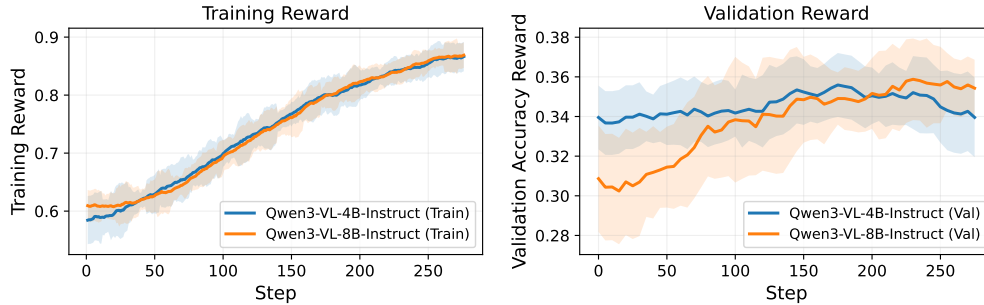 Training Reward
Training Reward
0.9
0.8
0.7
0.6
0
50
100
150
200
250
Step
Qwen3-VL-4B-Instruct (Train)
Qwen3-VL-8B-Instruct (Train)
Validation Reward
Validation Accuracy Reward
0.38
0.36
0.34
0.32
0.30
0.28
0
50
100
150
200
250
Step
Qwen3-VL-4B-Instruct (Val)
Qwen3-VL-8B-Instruct (Val)